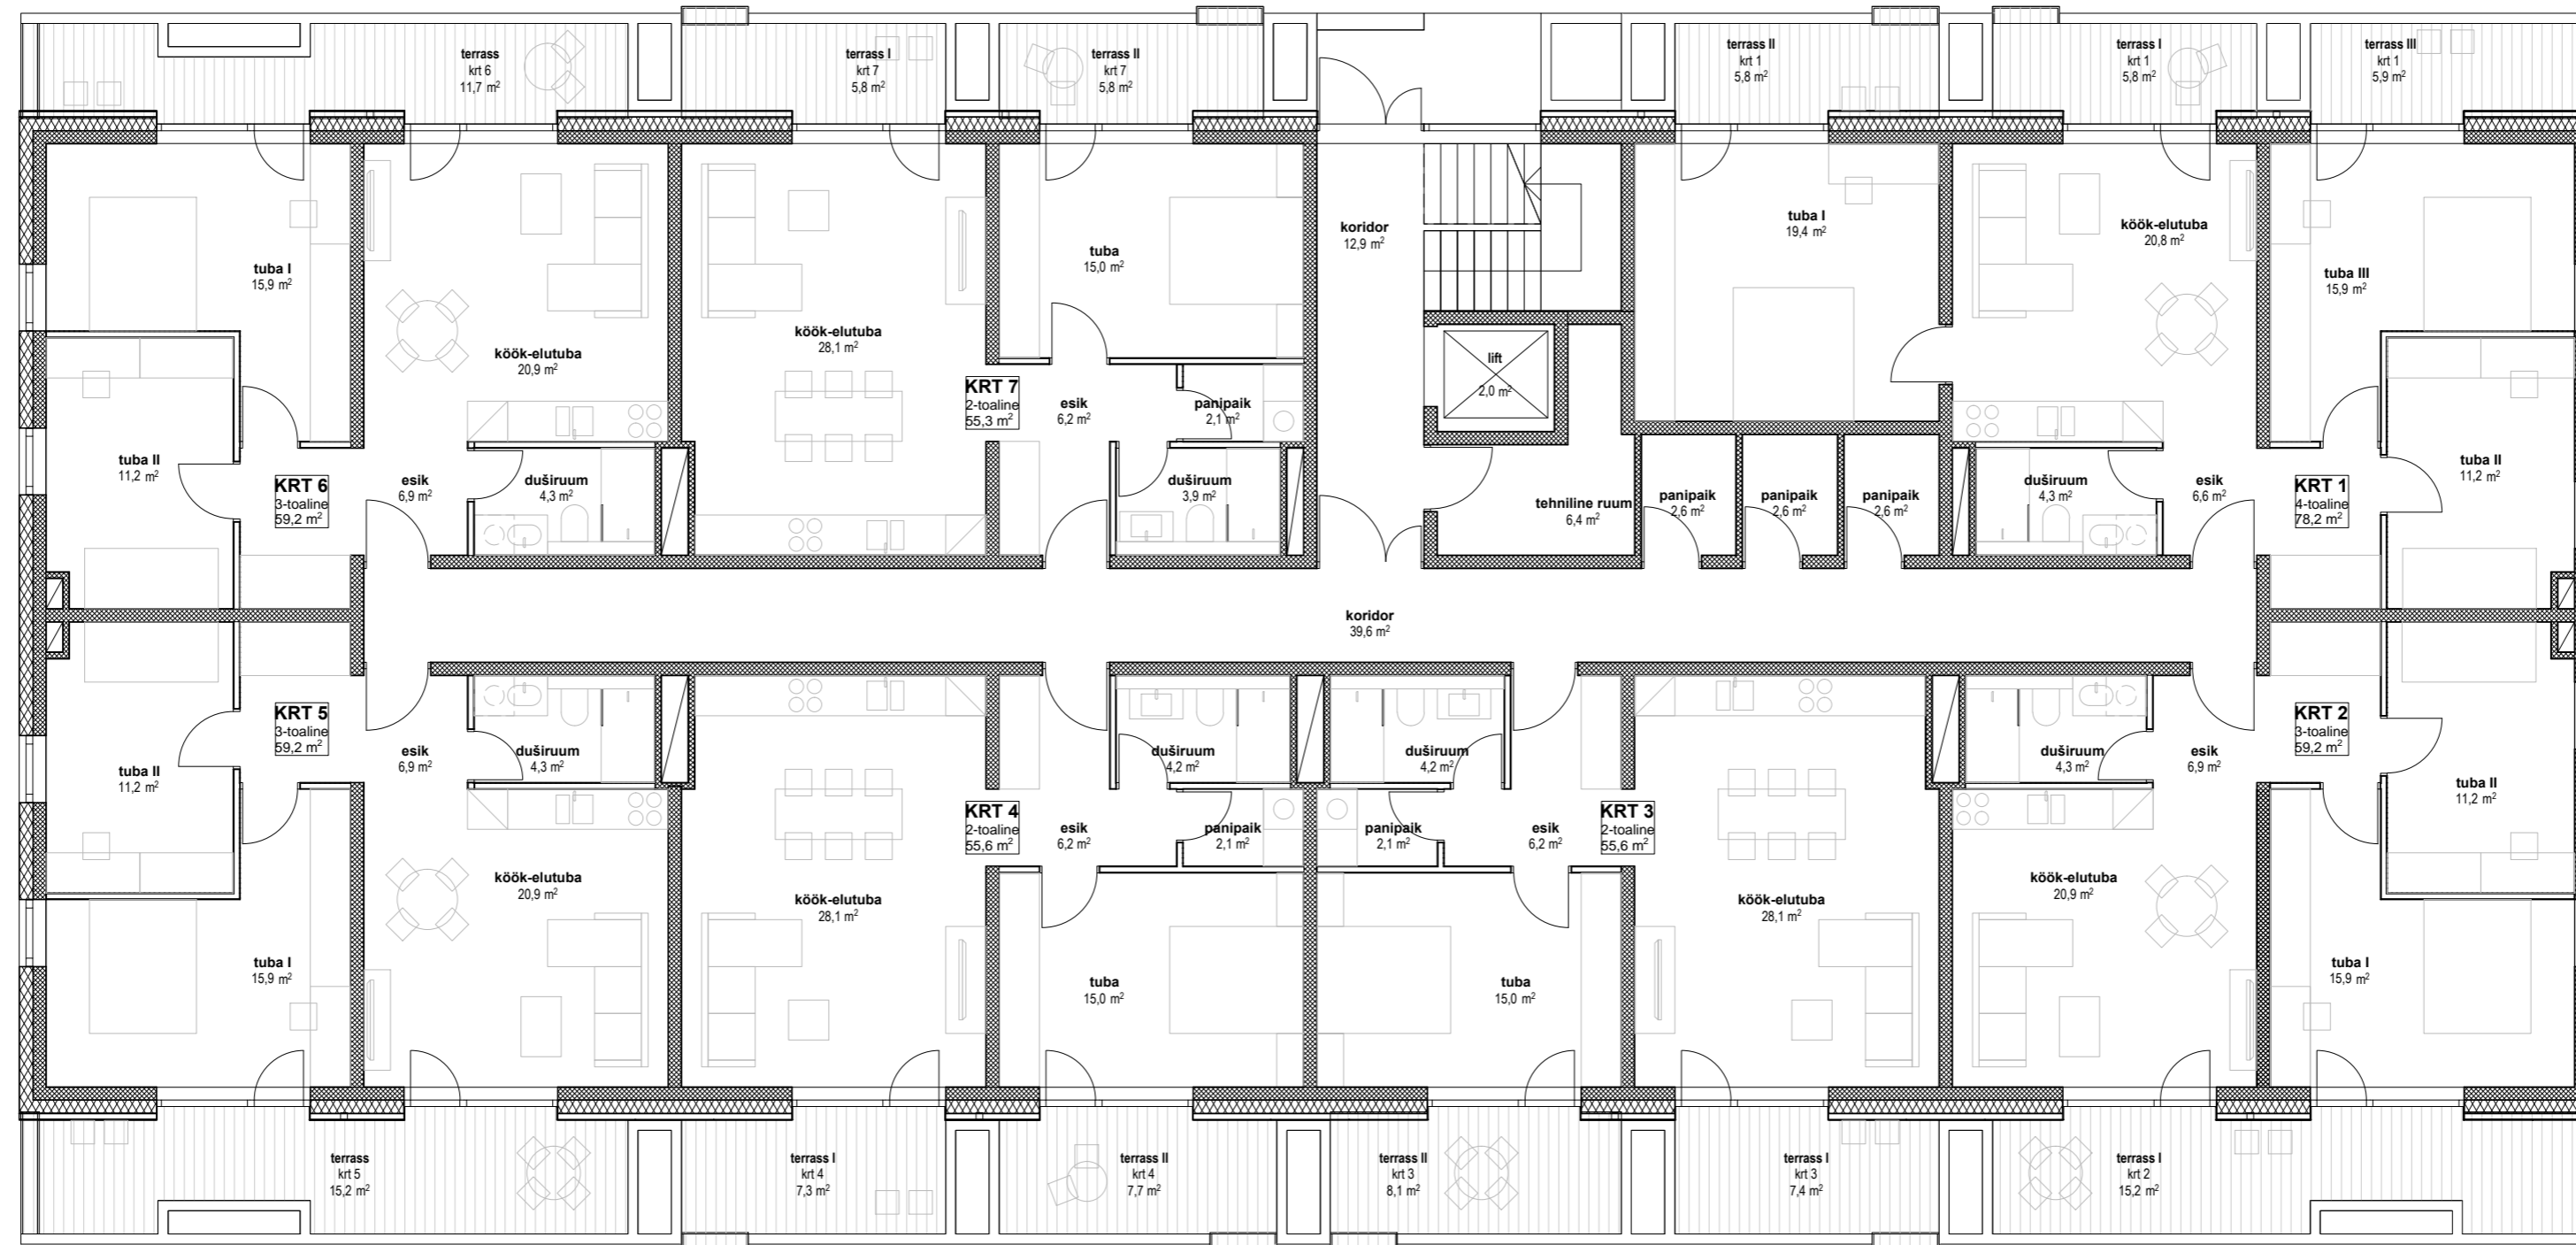 terrass
krt 6
11,7 m²
terrass I
krt 7
5,8 m²
terrass II
krt 7
5,8 m²
terrass II
krt 1
5,8 m²
terrass I
krt 1
5,8 m²
terrass III
krt 1
5,9 m²
tuba I
15,9 m²
köök-elutuba
20,9 m²
köök-elutuba
28,1 m²
tuba
15,0 m²
koridor
12,9 m²
tuba I
19,4 m²
köök-elutuba
20,8 m²
tuba III
15,9 m²
lift
2,0 m²
KRT 7
2-toaline
55,3 m²
esik
6,2 m²
panipaik
2,1 m²
tuba II
11,2 m²
KRT 6
3-toaline
59,2 m²
esik
6,9 m²
duširuum
4,3 m²
duširuum
3,9 m²
tehniline ruum
6,4 m²
panipaik
2,6 m²
panipaik
2,6 m²
panipaik
2,6 m²
duširuum
4,3 m²
esik
6,6 m²
KRT 1
4-toaline
78,2 m²
tuba II
11,2 m²
koridor
39,6 m²
tuba II
11,2 m²
KRT 5
3-toaline
59,2 m²
esik
6,9 m²
duširuum
4,3 m²
duširuum
4,2 m²
duširuum
4,2 m²
duširuum
4,3 m²
esik
6,9 m²
KRT 2
3-toaline
59,2 m²
tuba II
11,2 m²
KRT 4
2-toaline
55,6 m²
esik
6,2 m²
panipaik
2,1 m²
panipaik
2,1 m²
esik
6,2 m²
KRT 3
2-toaline
55,6 m²
köök-elutuba
20,9 m²
köök-elutuba
28,1 m²
köök-elutuba
28,1 m²
köök-elutuba
20,9 m²
tuba I
15,9 m²
tuba
15,0 m²
tuba
15,0 m²
tuba I
15,9 m²
terrass
krt 5
15,2 m²
terrass I
krt 4
7,3 m²
terrass II
krt 4
7,7 m²
terrass II
krt 3
8,1 m²
terrass I
krt 3
7,4 m²
terrass I
krt 2
15,2 m²